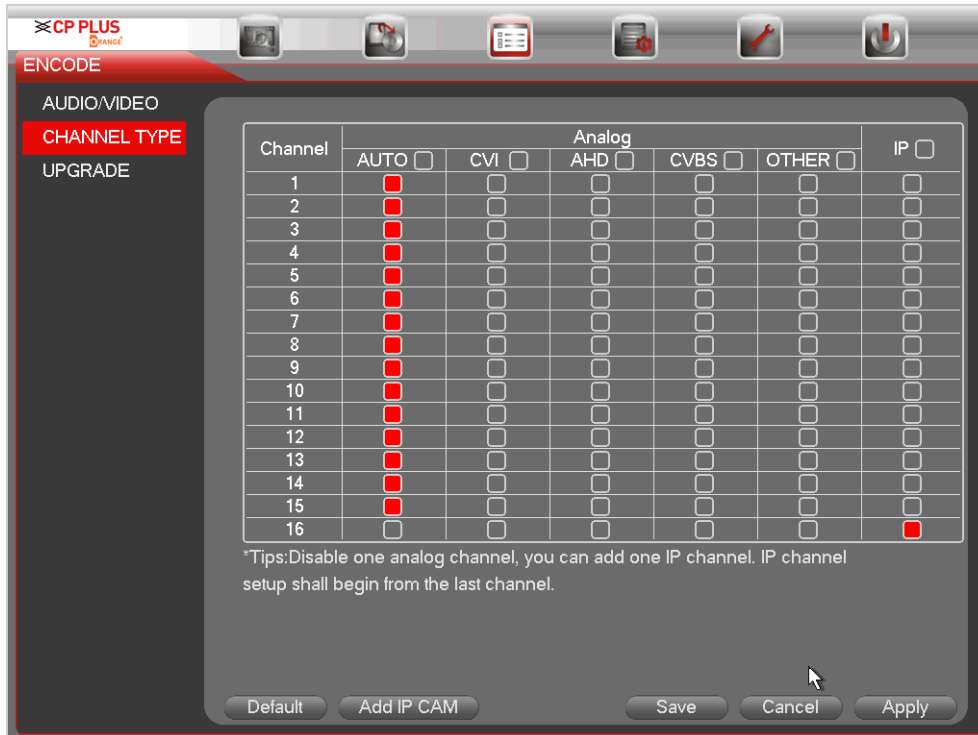 CP PLUS
ORANGE
ENCODE
AUDIO/VIDEO
CHANNEL TYPE
UPGRADE
Channel Analog IP
AUTO CVI AHD CVBS OTHER
1
2
3
4
5
6
7
8
9
10
11
12
13
14
15
16
*Tips:Disable one analog channel, you can add one IP channel. IP channel
setup shall begin from the last channel.
Default Add IP CAM Save Cancel Apply